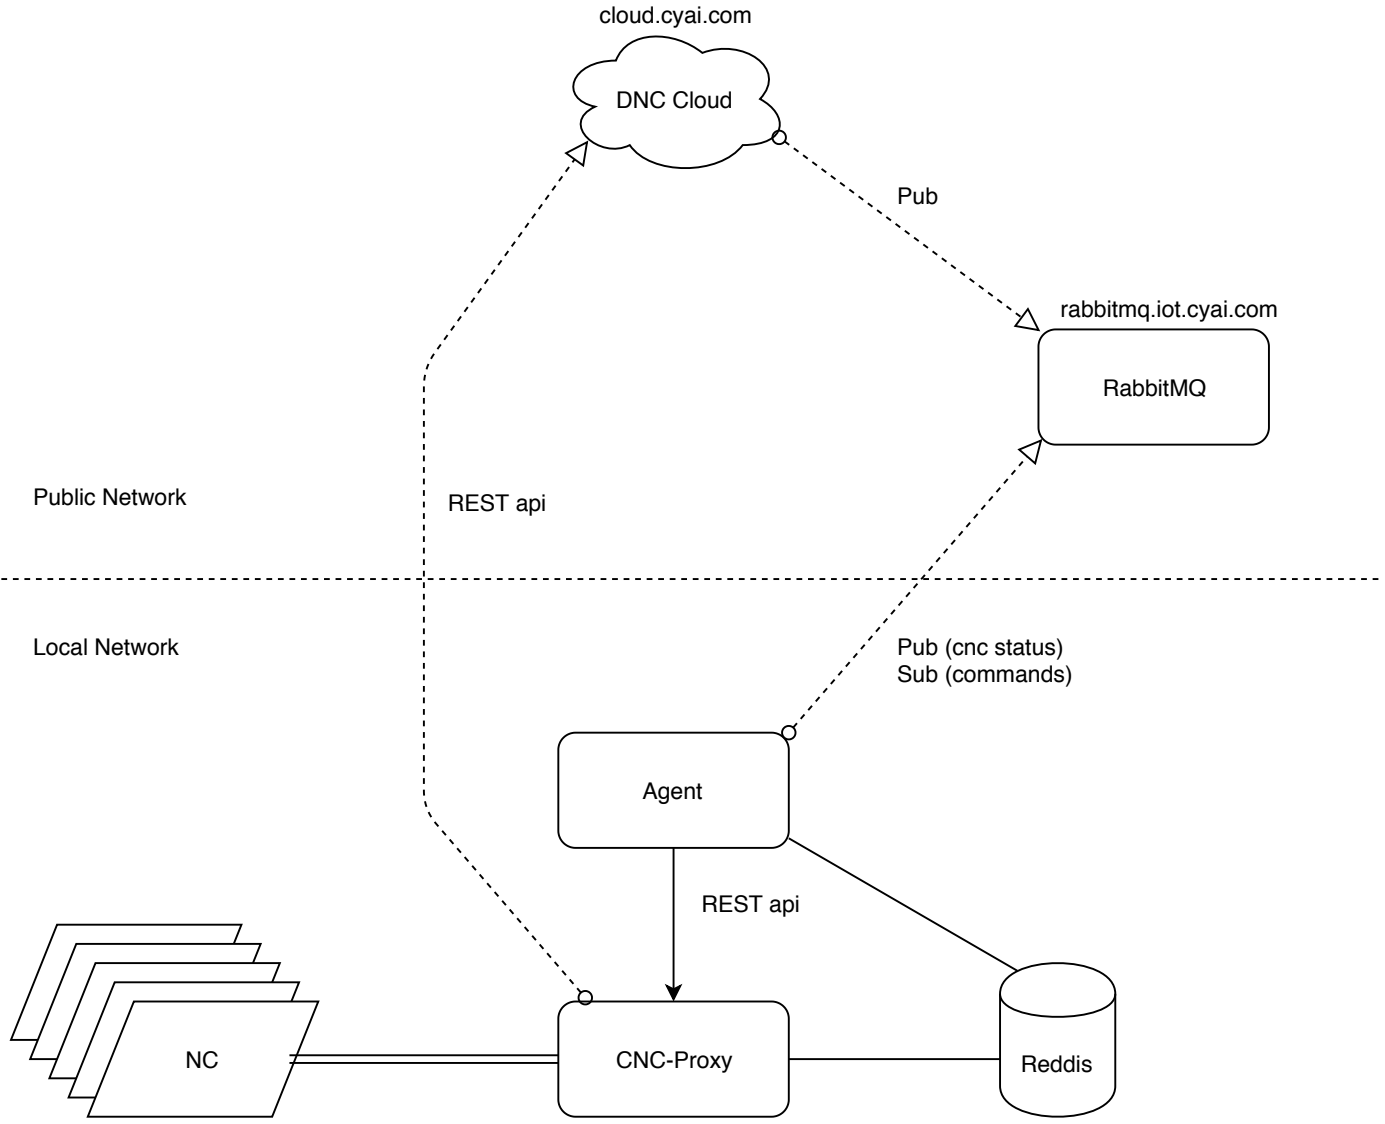 cloud.cyai.com
DNC Cloud
Pub
rabbitmq.iot.cyai.com
RabbitMQ
Public Network
REST api
Local Network
Pub (cnc status)
Sub (commands)
Agent
REST api
NC
CNC-Proxy
Reddis